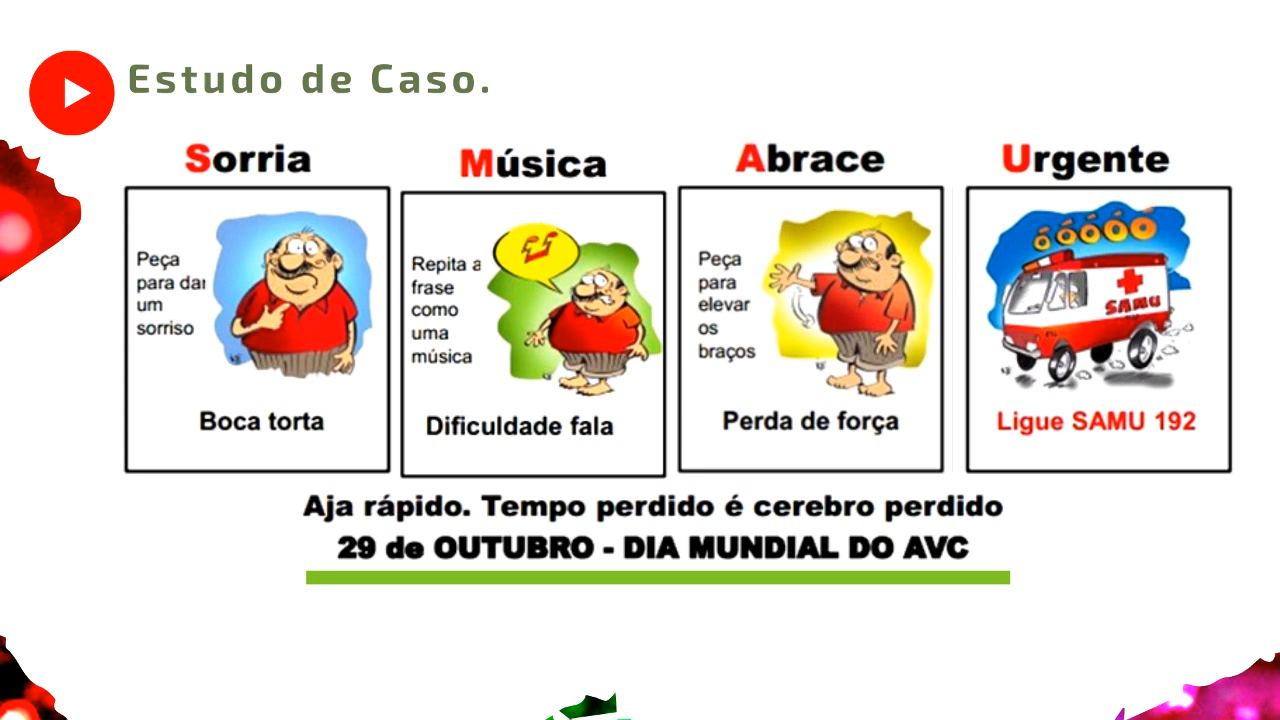 Estudo de Caso.
Sorria
Música
Abrace
Urgente
Peça
para dar
um
sorriso
Boca torta
Repita a
frase
como
uma
música
Dificuldade fala
Peça
para
elevar
os
braços
Perda de força
óóóóó
SAMU
Ligue SAMU 192
Aja rápido. Tempo perdido é cerebro perdido
29 de OUTUBRO - DIA MUNDIAL DO AVC